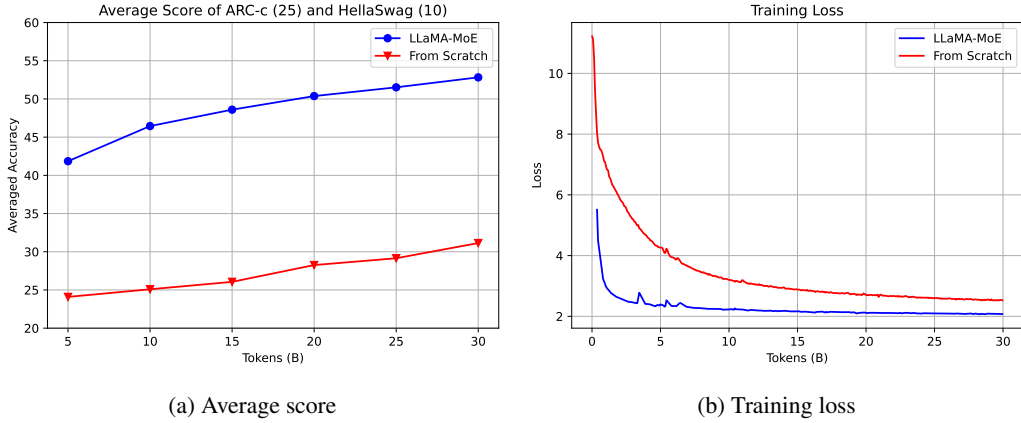 Average Score of ARC-c (25) and HellaSwag (10)
LLaMA-MoE
From Scratch
Averaged Accuracy
60
55
50
45
40
35
30
25
20
5 10 15 20 25 30
Tokens (B)
(a) Average score
Training Loss
LLaMA-MoE
From Scratch
Loss
10
8
6
4
2
0 5 10 15 20 25 30
Tokens (B)
(b) Training loss